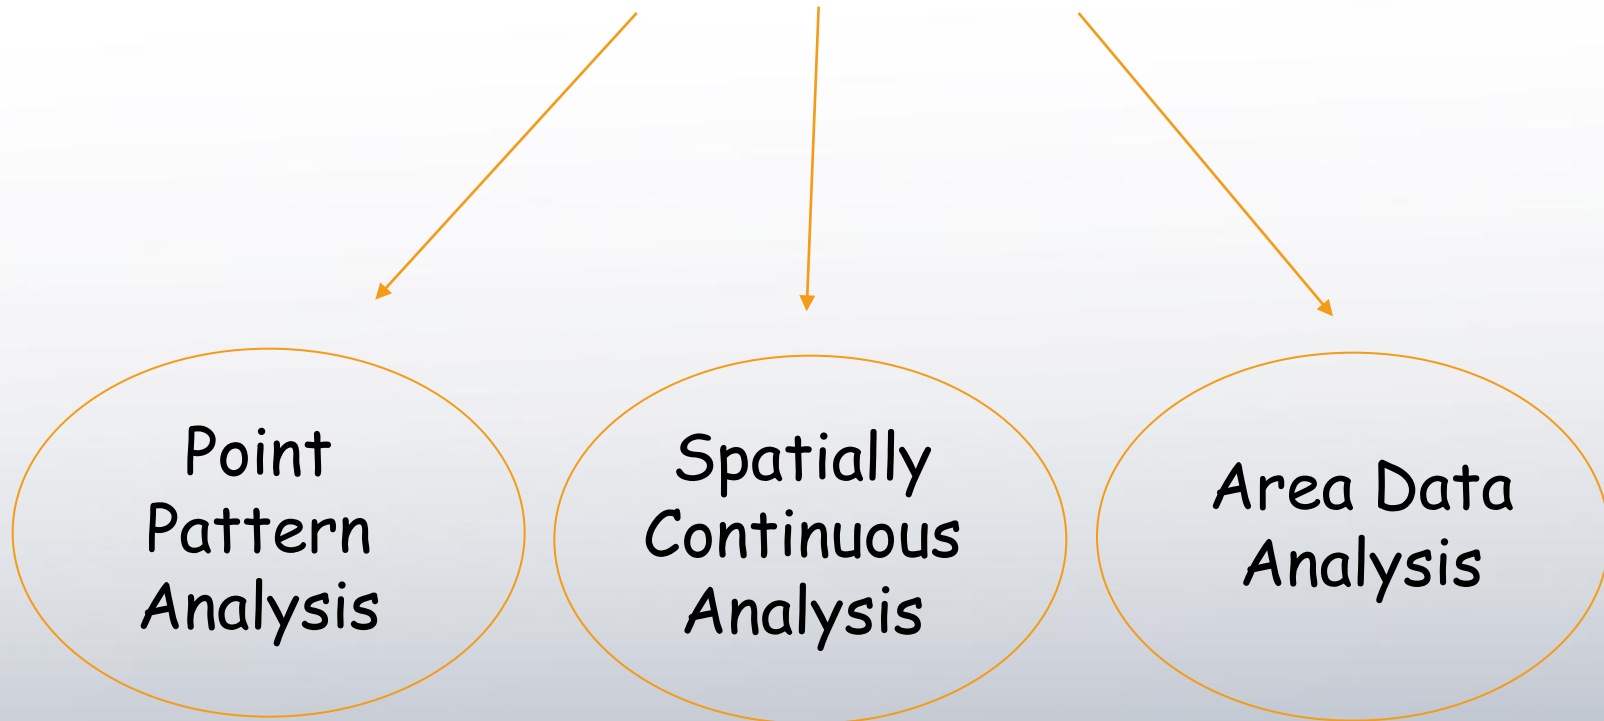 Point
Pattern
Analysis
Spatially
Continuous
Analysis
Area Data
Analysis